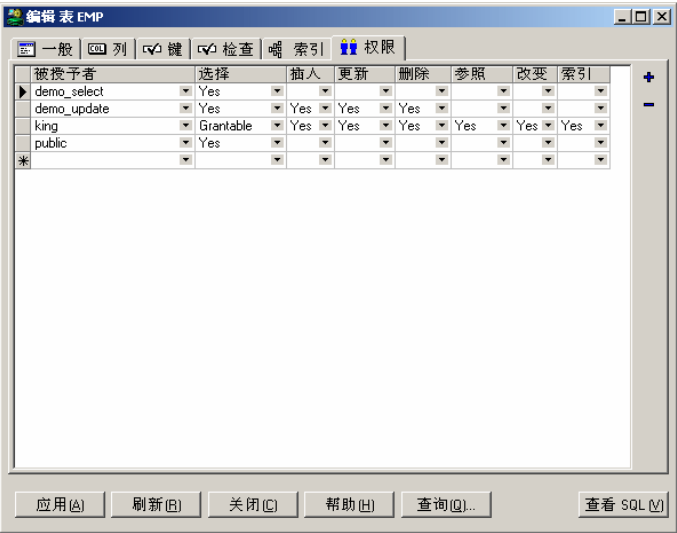 编辑 表 EMP
一般 COL 列 键 检查 索引 权限
被授予者 选择 插人 更新 删除 参照 改变 索引
demo_select Yes
demo_update Yes Yes Yes Yes
king Grantable Yes Yes Yes Yes Yes Yes
public Yes
应用(A) 刷新(R) 关闭(C) 帮助(H) 查询(Q)... 查看 SQL(V)